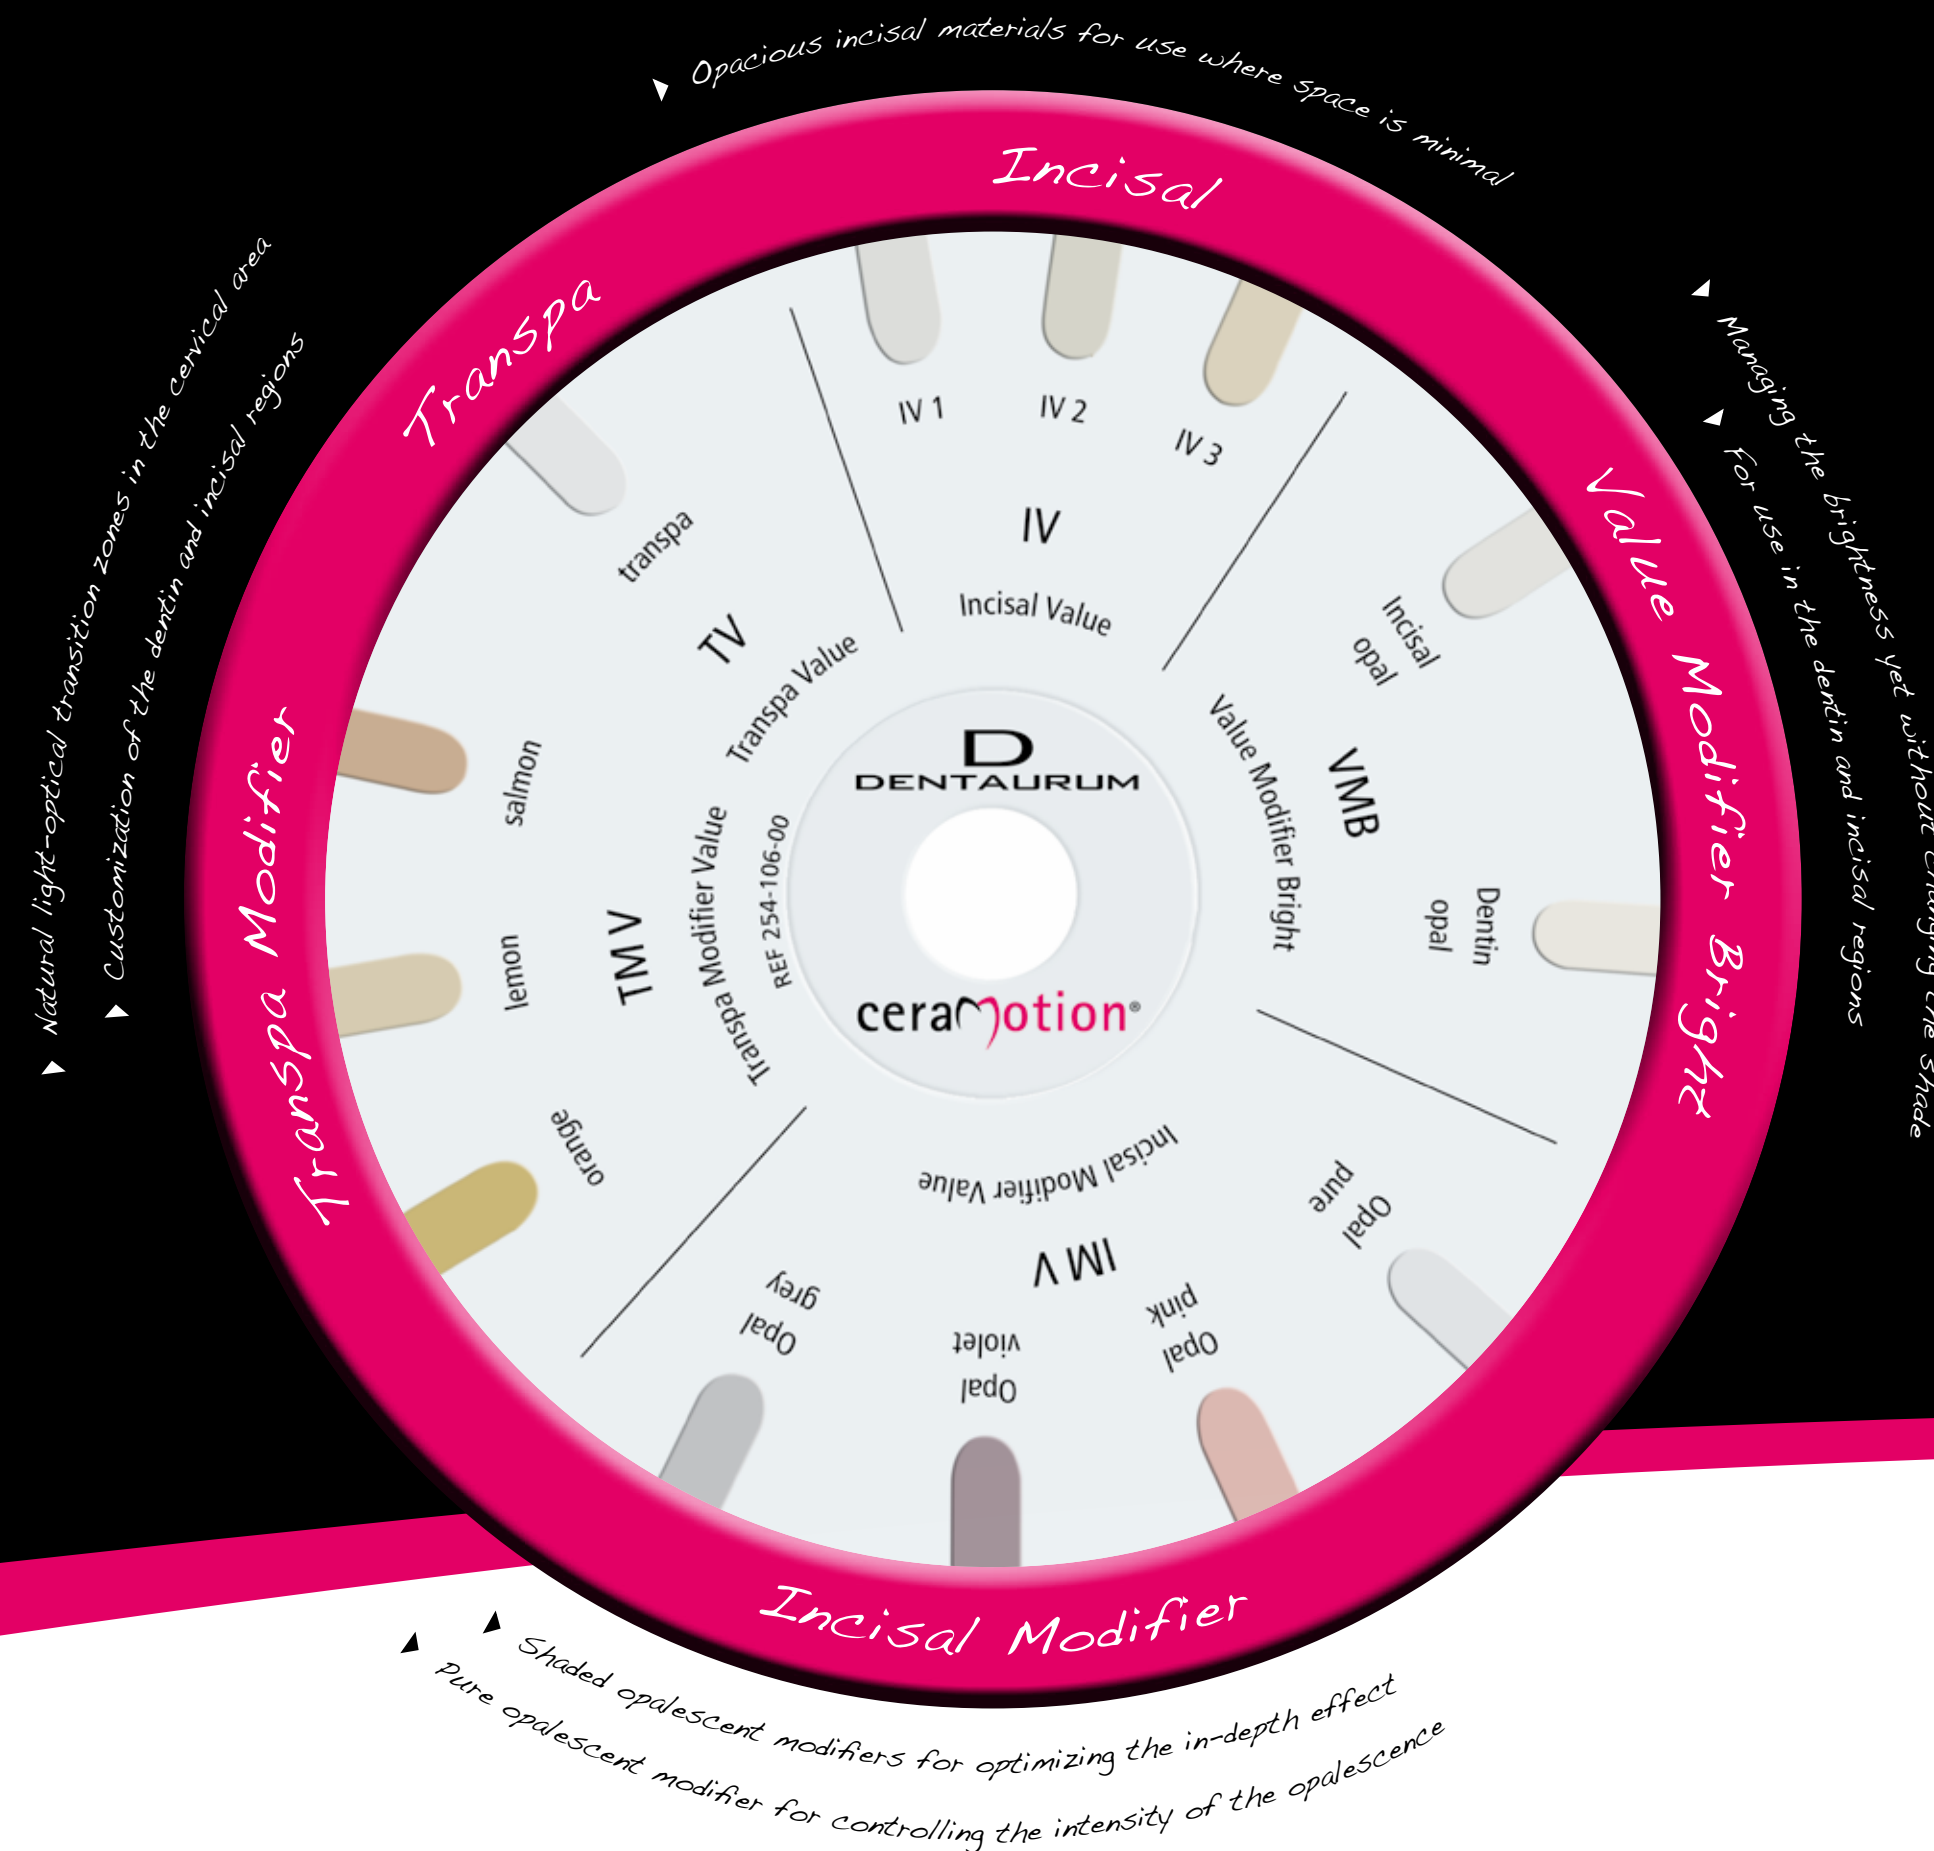 Opacious incisal materials for use where space is minimal
Incisal
Transpa
Value Modifier Bright
Transpa Modifier
Incisal Modifier
Natural light-optical transition zones in the cervical area
Customization of the dentin and incisal regions
Managing the brightness yet without changing the shade
For use in the dentin and incisal regions
IV 1
IV 2
IV 3
IV
Incisal Value
transpa
TV
Transpa Value
Incisal
opal
Dentin
opal
VMB
Value Modifier Bright
salmon
lemon
orange
TM V
Transpa Modifier Value
REF 254-106-00
D
DENTAURUM
ceraMotion®
Incisal Modifier Value
IM V
Opal
pure
Opal
pink
Opal
violet
Opal
grey
Shaded opalescent modifiers for optimizing the in-depth effect
Pure opalescent modifier for controlling the intensity of the opalescence